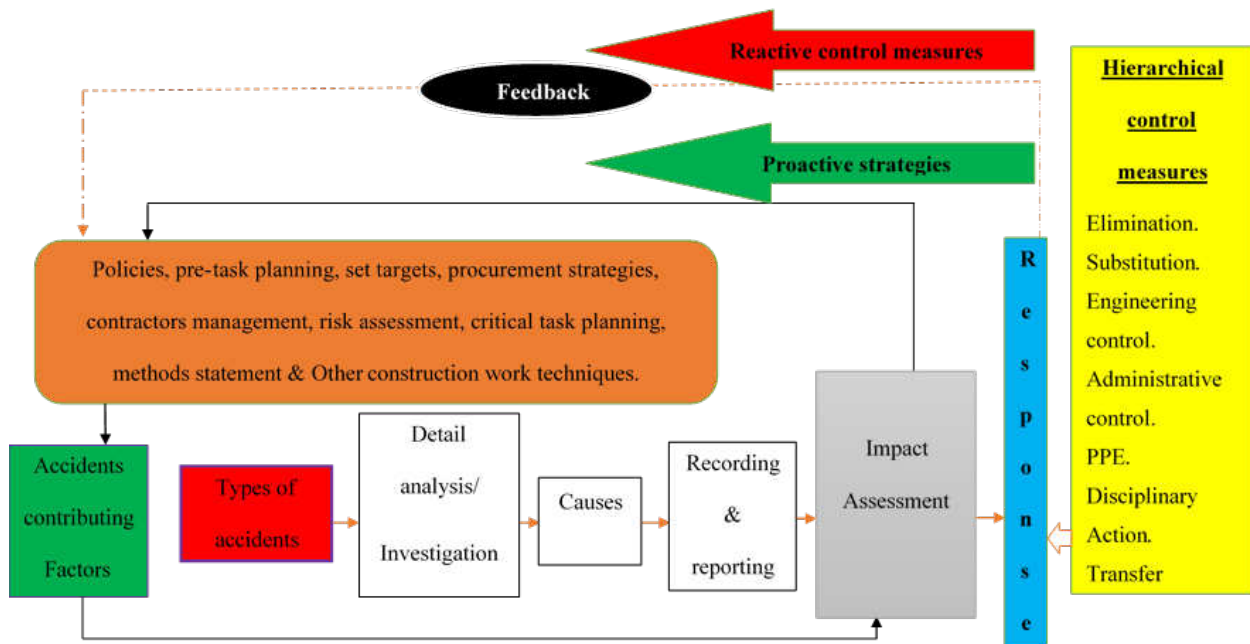 Reactive control measures
Feedback
Proactive strategies
Hierarchical
control
measures
Elimination.
Substitution.
Engineering
control.
Administrative
control.
PPE.
Disciplinary
Action.
Transfer
Policies, pre-task planning, set targets, procurement strategies,
contractors management, risk assessment, critical task planning,
methods statement & Other construction work techniques.
Accidents
contributing
Factors
Types of
accidents
Detail
analysis/
Investigation
Causes
Recording
&
reporting
Impact
Assessment
R
e
s
p
o
n
s
e